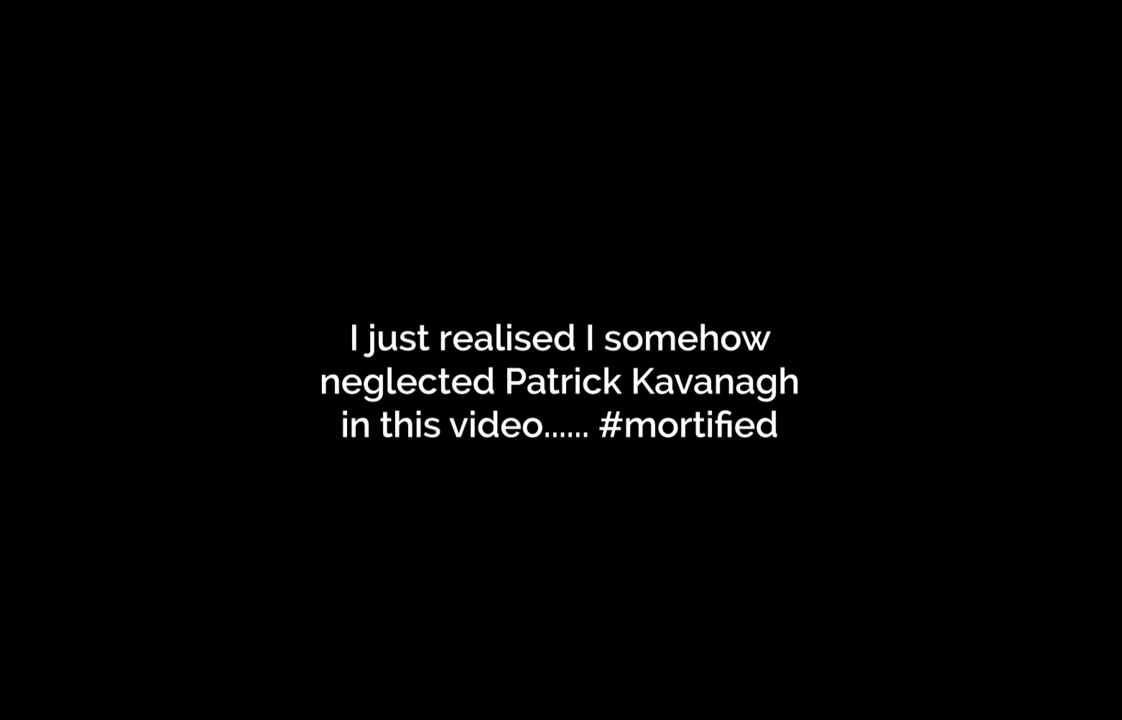 I just realised I somehow
neglected Patrick Kavanagh
in this video...... #mortified